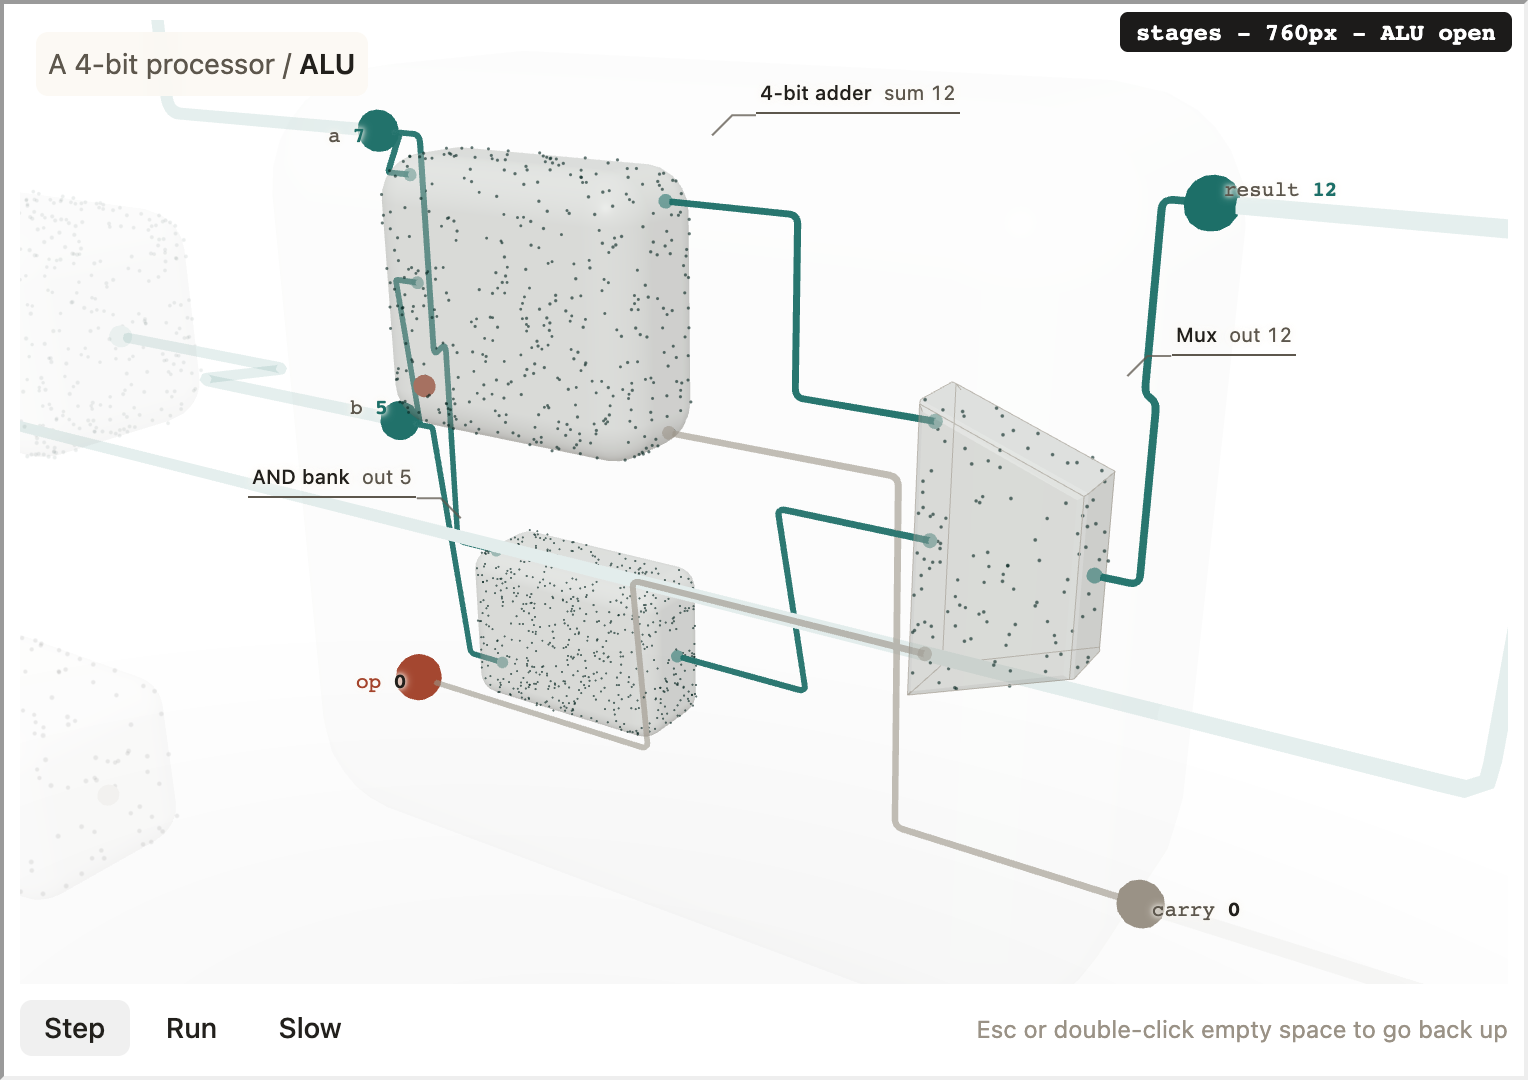 stages – 760px – ALU open
A 4-bit processor / ALU
4-bit adder sum 12
a 7
result 12
Mux out 12
b 5
AND bank out 5
op 0
carry 0
Step Run Slow
Esc or double-click empty space to go back up